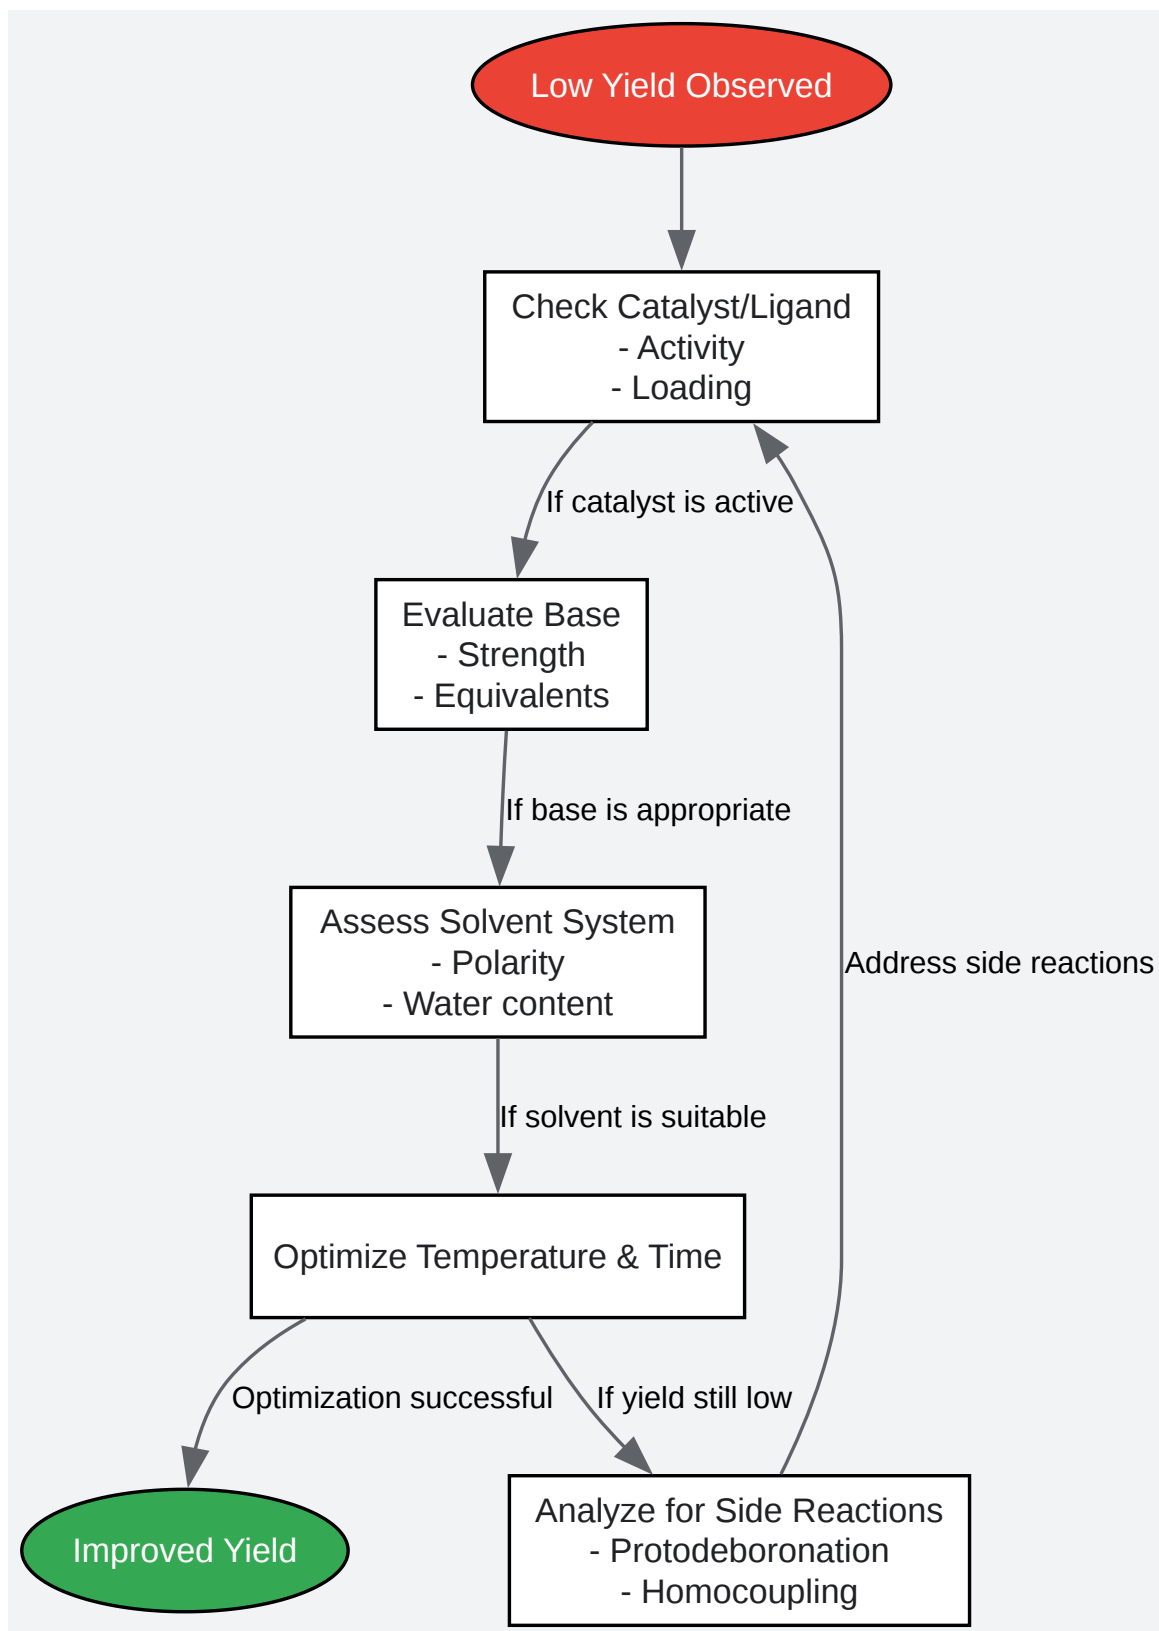 Low Yield Observed
Check Catalyst/Ligand
- Activity
- Loading
If catalyst is active
Evaluate Base
- Strength
- Equivalents
If base is appropriate
Assess Solvent System
- Polarity
- Water content
Address side reactions
If solvent is suitable
Optimize Temperature & Time
Optimization successful
If yield still low
Improved Yield
Analyze for Side Reactions
- Protodeboronation
- Homocoupling